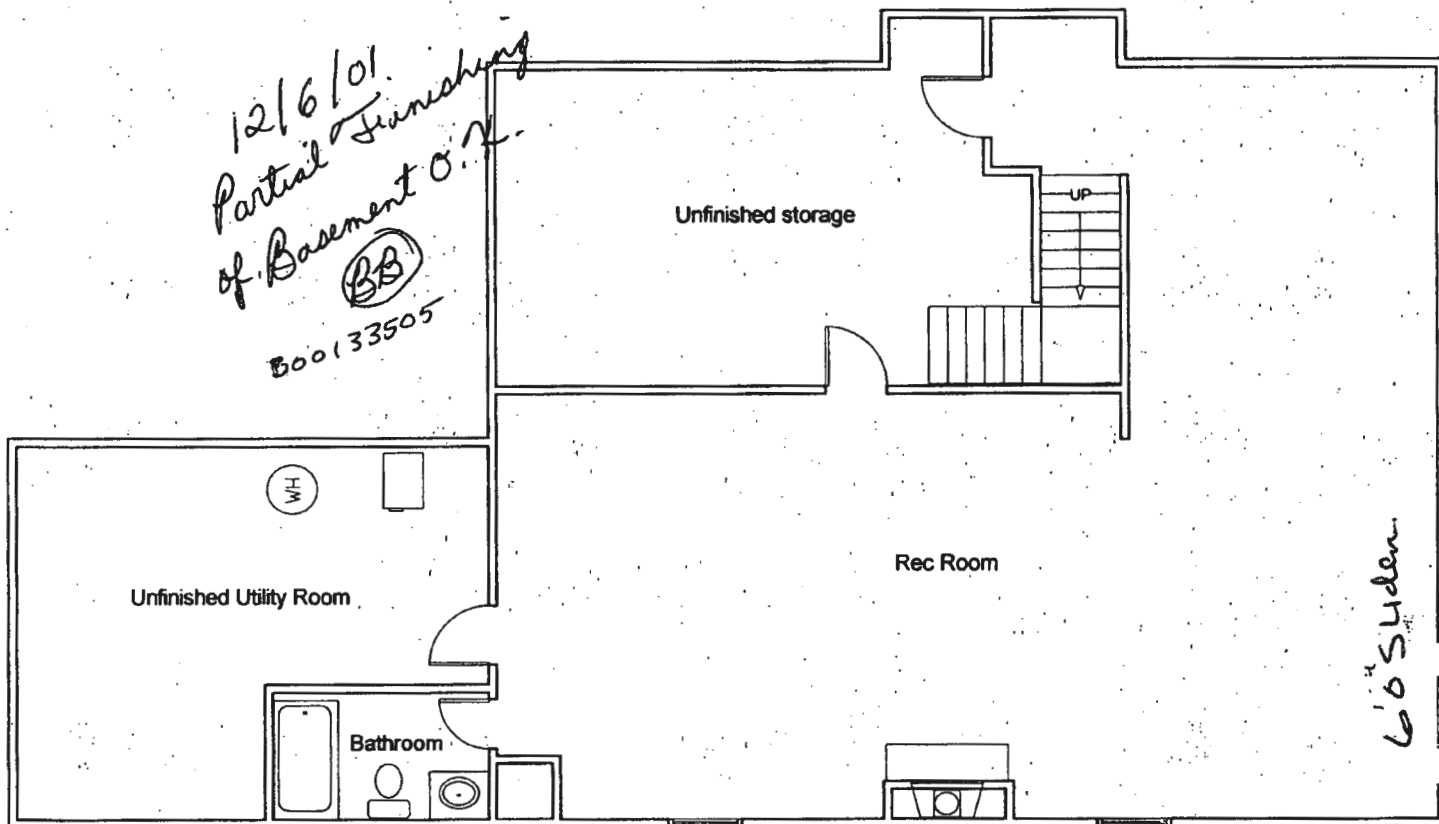 12/6/01.
Partial Finishing
of Basement O.K.
BB
B00133505
Unfinished storage
UP
WH
Unfinished Utility Room
Rec Room
Bathroom
6'0" Slider